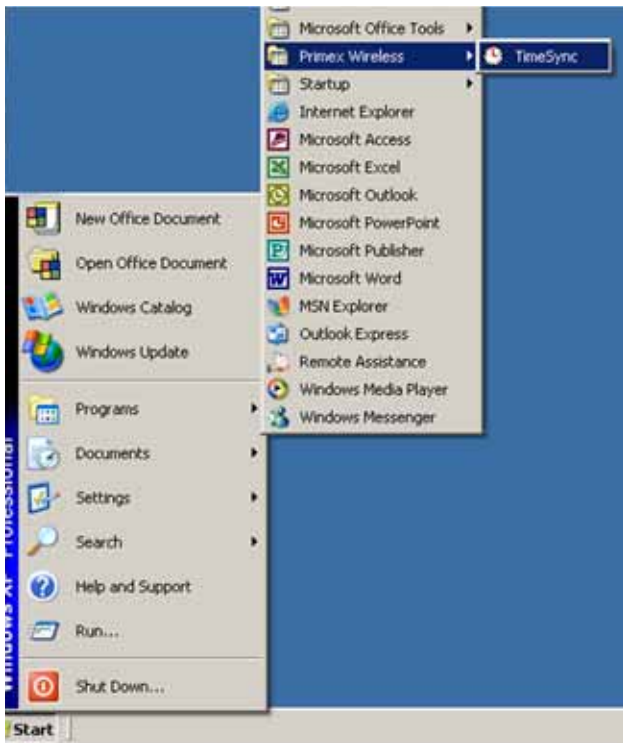 Microsoft Office Tools
Primex Wireless
TimeSync
Startup
Internet Explorer
Microsoft Access
Microsoft Excel
Microsoft Outlook
Microsoft PowerPoint
Microsoft Publisher
Microsoft Word
MSN Explorer
Outlook Express
Remote Assistance
Windows Media Player
Windows Messenger
New Office Document
Open Office Document
Windows Catalog
Windows Update
Programs
Documents
Settings
Search
Help and Support
Run...
Shut Down...
Windows XP Professional
Start